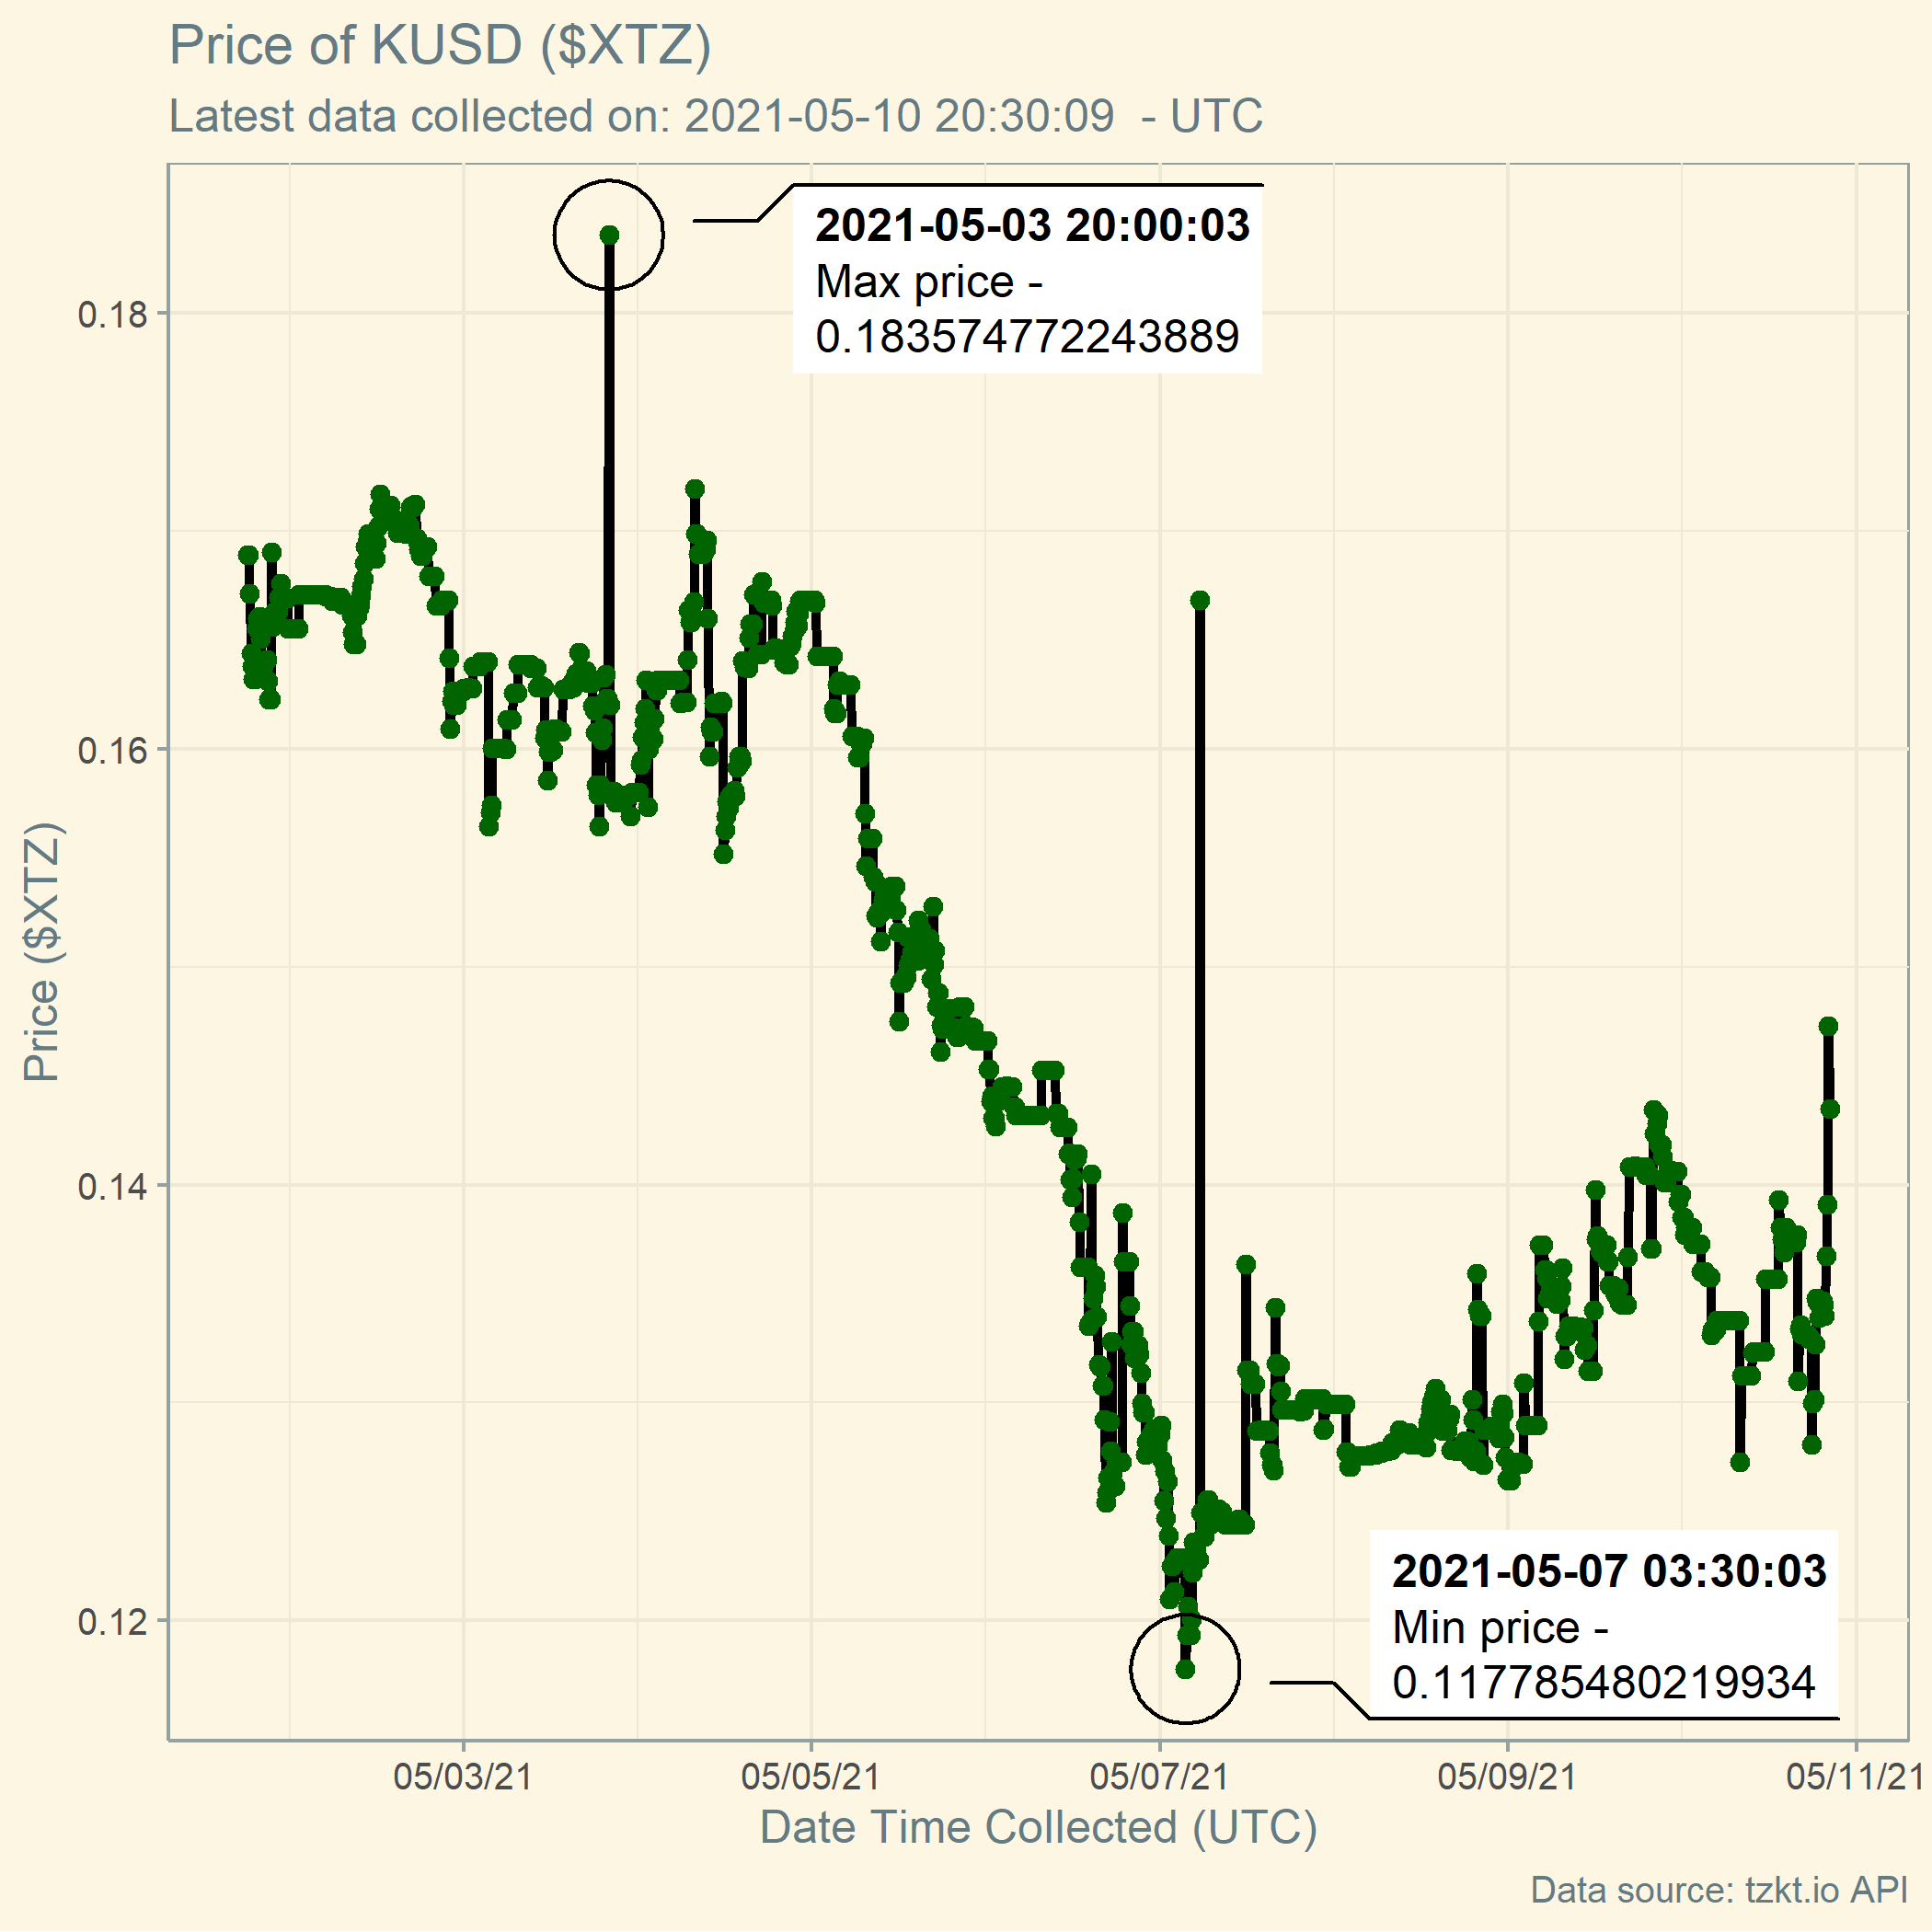 Price of KUSD ($XTZ)
Latest data collected on: 2021-05-10 20:30:09  - UTC
2021-05-03 20:00:03
Max price -
0.183574772243889
0.18
0.16
0.14
0.12
Price ($XTZ)
2021-05-07 03:30:03
Min price -
0.117785480219934
05/03/21
05/05/21
05/07/21
05/09/21
05/11/21
Date Time Collected (UTC)
Data source: tzkt.io API